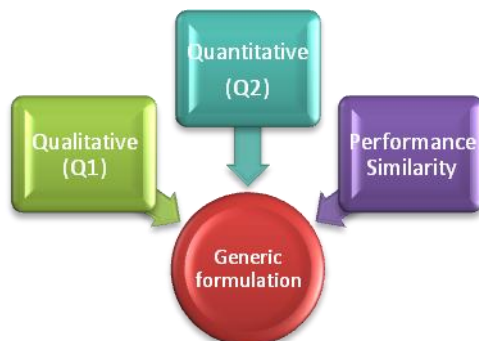 Qualitative
(Q1)
Quantitative
(Q2)
Performance
Similarity
Generic
formulation